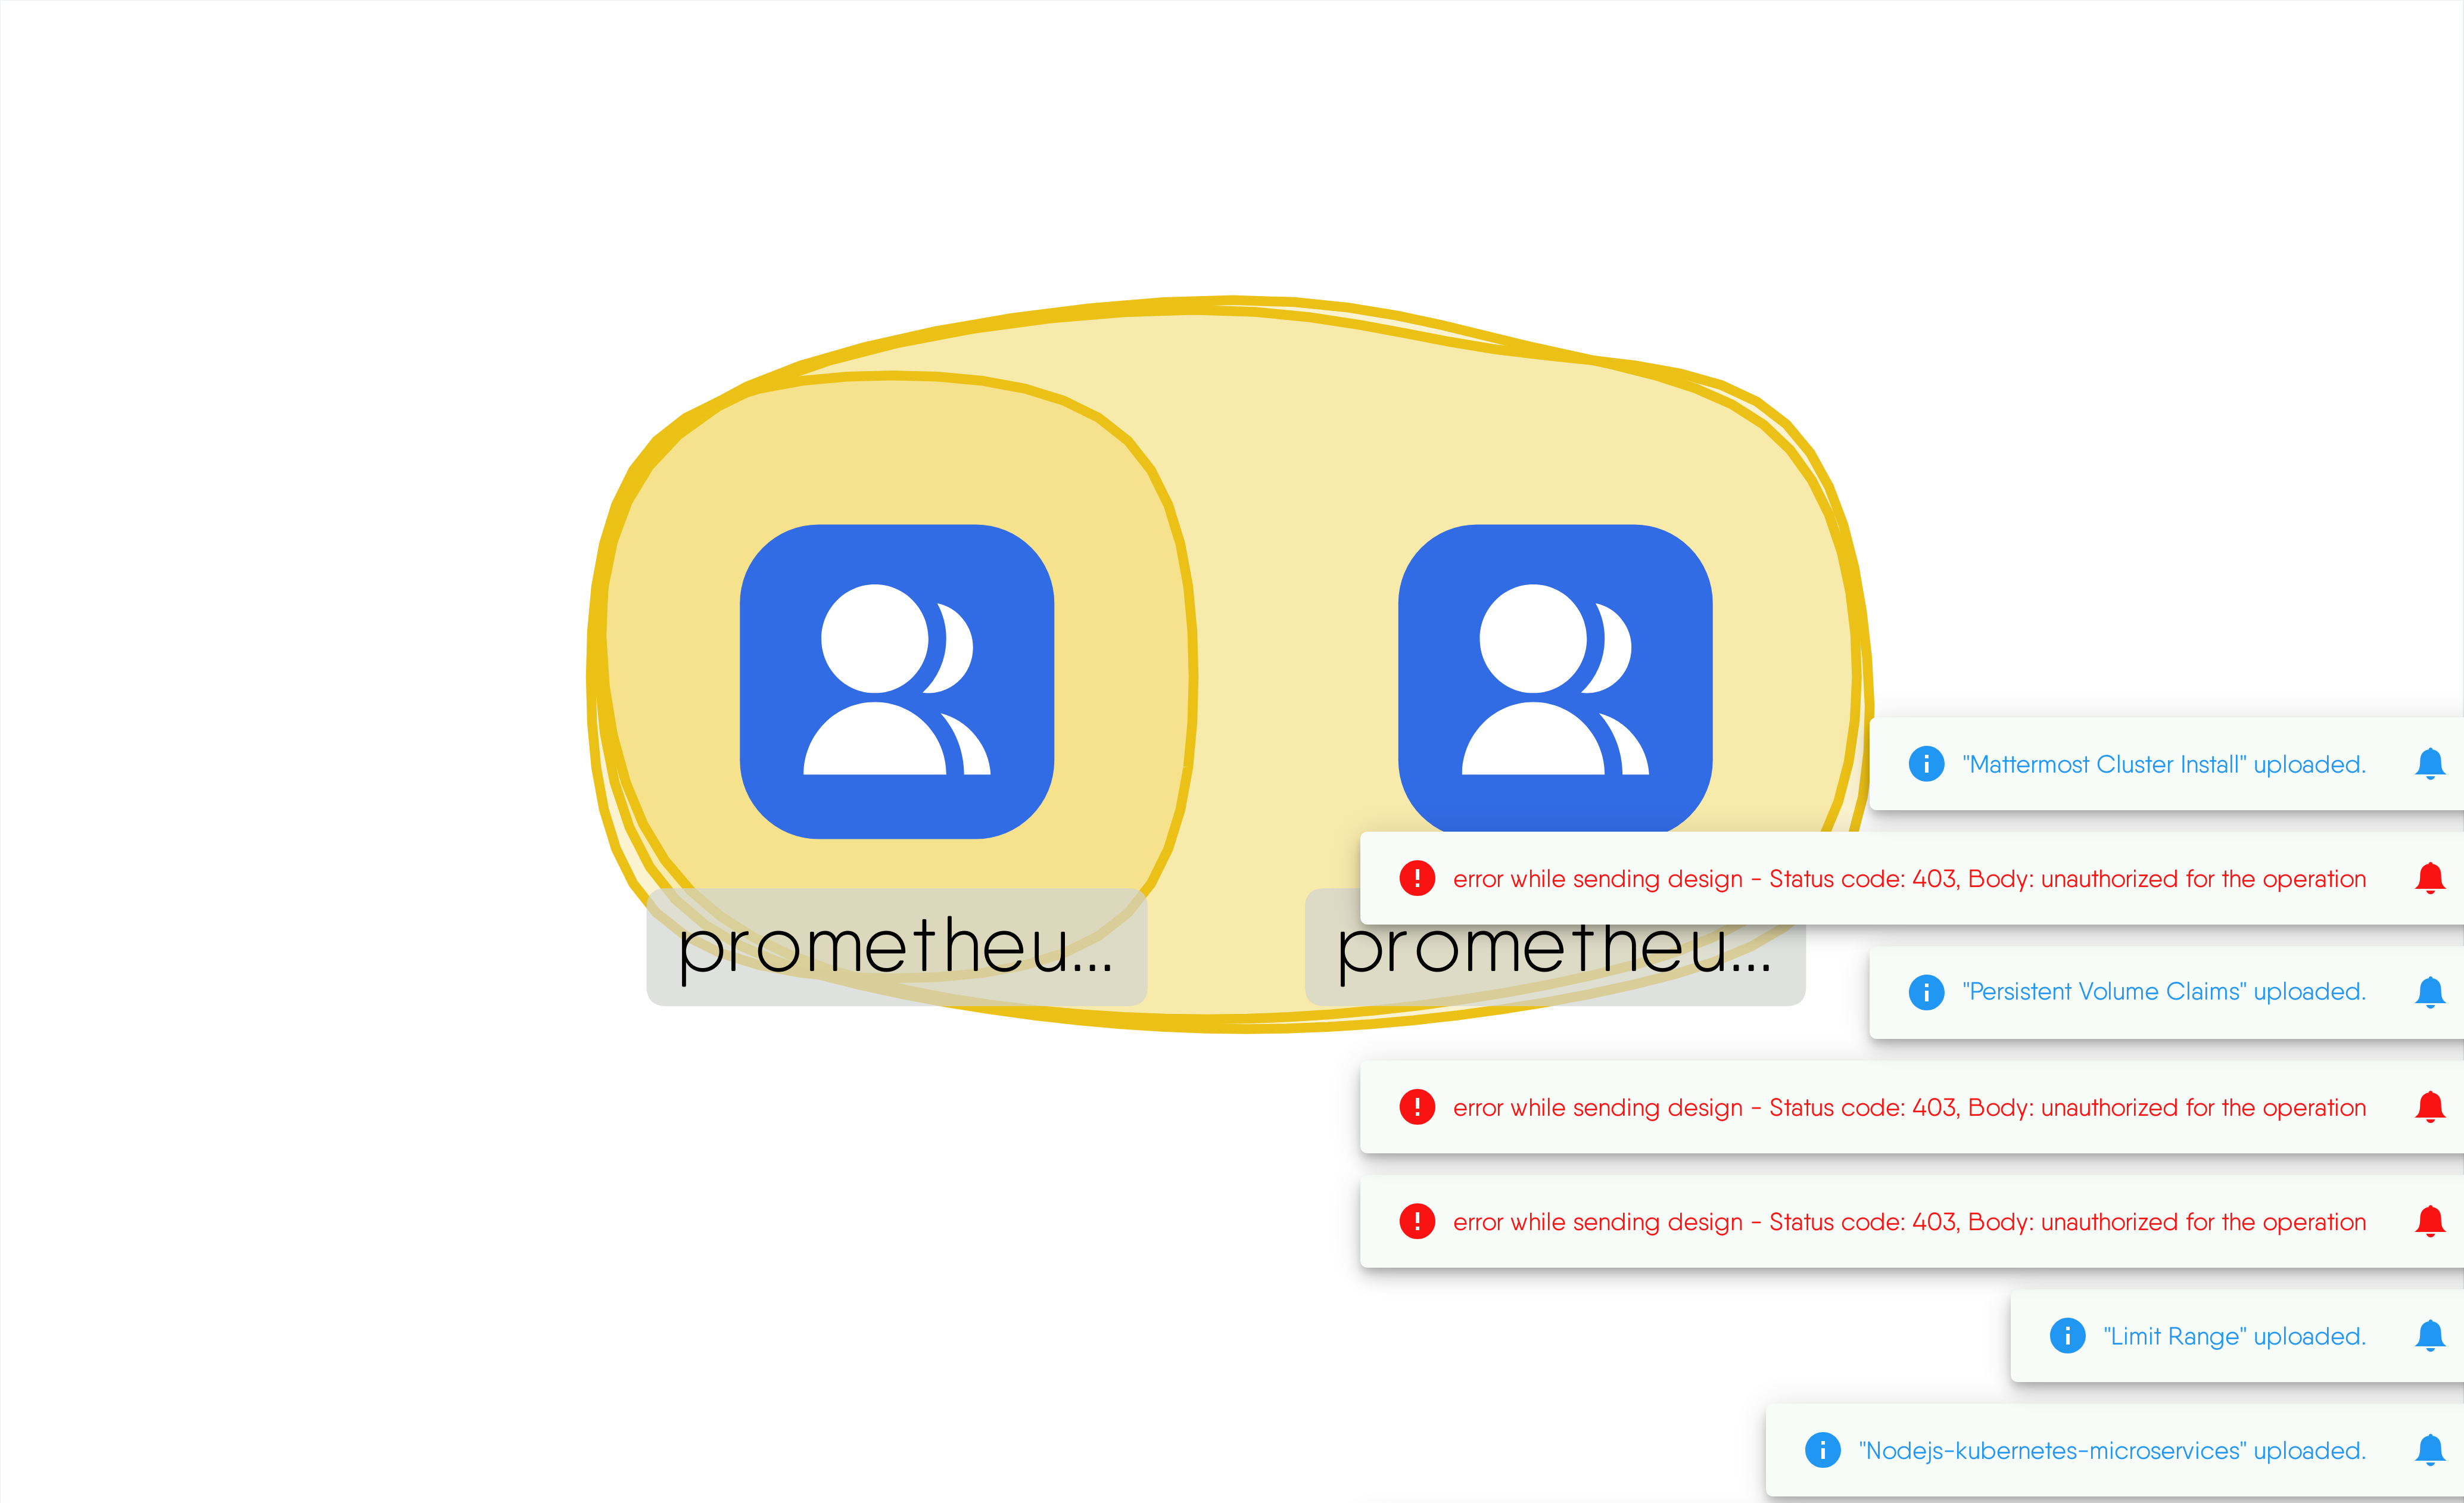 "Mattermost Cluster Install" uploaded.
error while sending design - Status code: 403, Body: unauthorized for the operation
prometheu...
prometheu...
"Persistent Volume Claims" uploaded.
error while sending design - Status code: 403, Body: unauthorized for the operation
error while sending design - Status code: 403, Body: unauthorized for the operation
"Limit Range" uploaded.
"Nodejs-kubernetes-microservices" uploaded.